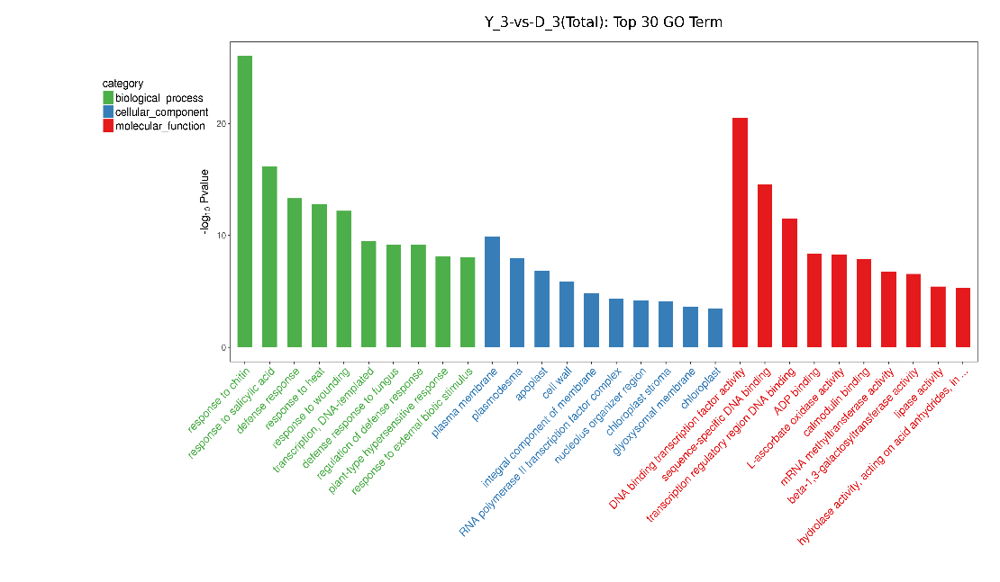 Y_3-vs-D_3(Total): Top 30 GO Term
category
biological_process
cellular_component
molecular_function
-log10 Pvalue
20
10
0
response to chitin
response to salicylic acid
defense response
response to heat
response to wounding
transcription, DNA-templated
defense response to fungus
regulation of defense response
plant-type hypersensitive response
response to external biotic stimulus
plasma membrane
plasmodesma
apoplast
cell wall
integral component of membrane
RNA polymerase II transcription factor complex
nucleolus organizer region
chloroplast stroma
glyoxysomal membrane
chloroplast
DNA binding transcription factor activity
sequence-specific DNA binding
transcription regulatory region DNA binding
ADP binding
L-ascorbate oxidase activity
calmodulin binding
mRNA methyltransferase activity
beta-1,3-galactosyltransferase activity
lipase activity
hydrolase activity, acting on acid anhydrides, in ...